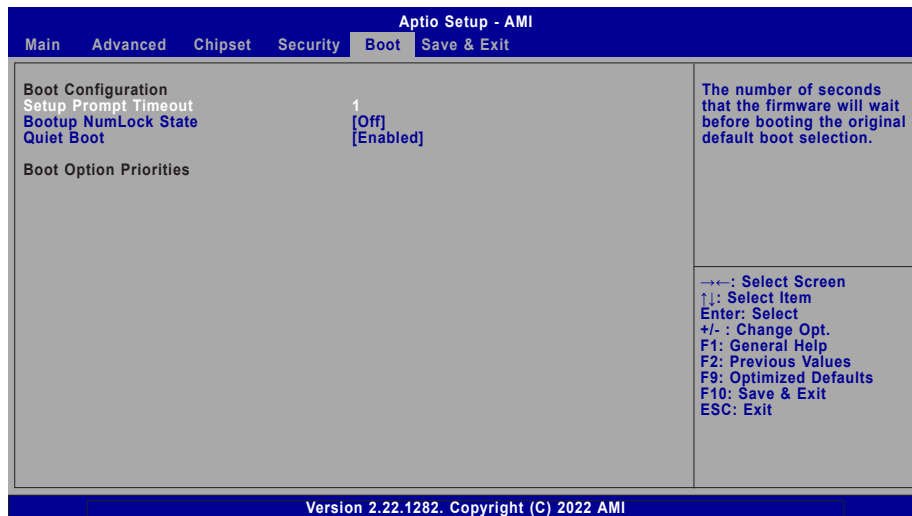 Aptio Setup - AMI
Main Advanced Chipset Security Boot Save & Exit
Boot Configuration
Setup Prompt Timeout 1
Bootup NumLock State [Off]
Quiet Boot [Enabled]
Boot Option Priorities
The number of seconds
that the firmware will wait
before booting the original
default boot selection.
→←: Select Screen
↑↓: Select Item
Enter: Select
+/- : Change Opt.
F1: General Help
F2: Previous Values
F9: Optimized Defaults
F10: Save & Exit
ESC: Exit
Version 2.22.1282. Copyright (C) 2022 AMI